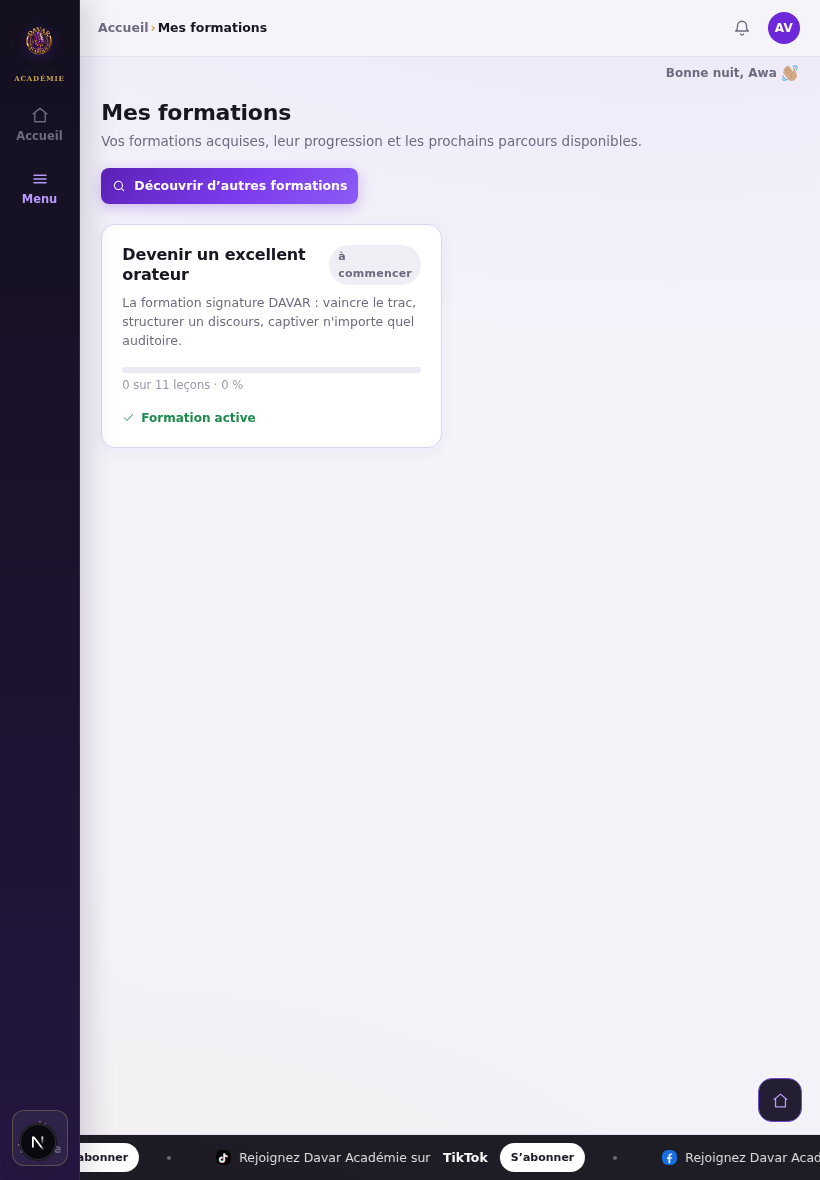 ACADÉMIE
Accueil
Menu
Accueil › Mes formations
AV
Bonne nuit, Awa 👋🏽
Mes formations
Vos formations acquises, leur progression et les prochains parcours disponibles.
Découvrir d’autres formations
Devenir un excellent
orateur
à
commencer
La formation signature DAVAR : vaincre le trac,
structurer un discours, captiver n'importe quel
auditoire.
0 sur 11 leçons · 0 %
Formation active
N
abonner • Rejoignez Davar Académie sur TikTok S’abonner • Rejoignez Davar Acad